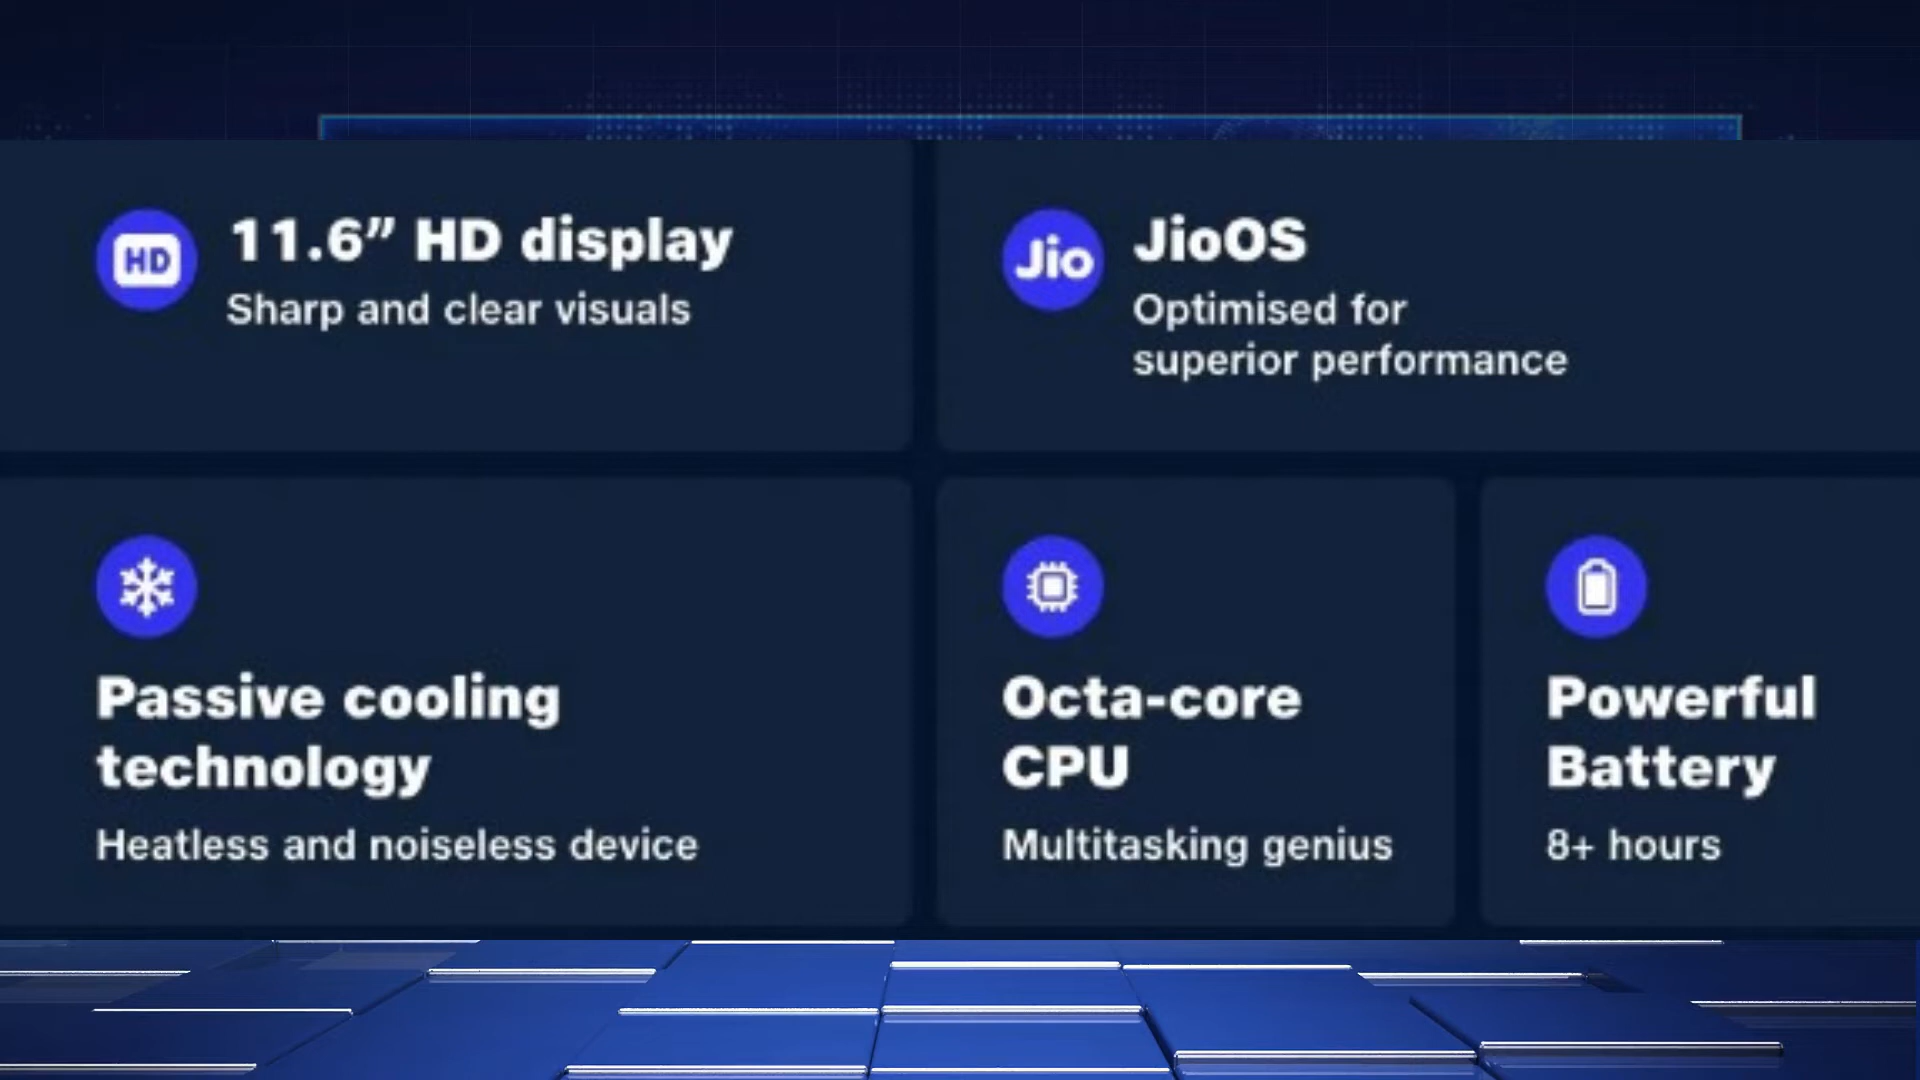 HD
11.6” HD display
Sharp and clear visuals
Jio
JioOS
Optimised for
superior performance
Passive cooling
technology
Heatless and noiseless device
Octa-core
CPU
Multitasking genius
Powerful
Battery
8+ hours